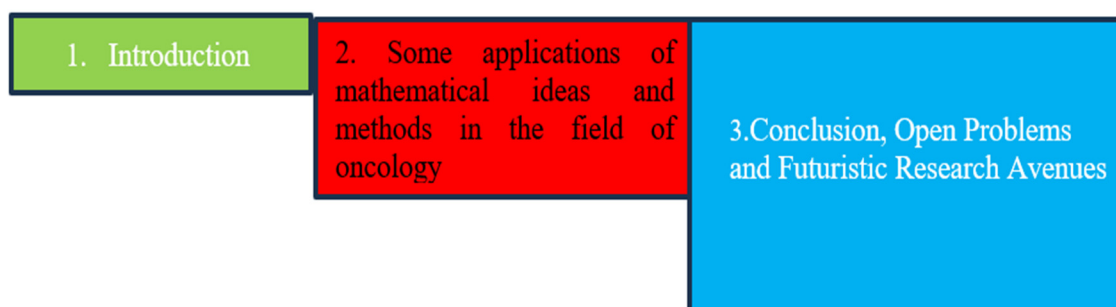 1. Introduction
2. Some applications of
mathematical ideas and
methods in the field of
oncology
3.Conclusion, Open Problems
and Futuristic Research Avenues